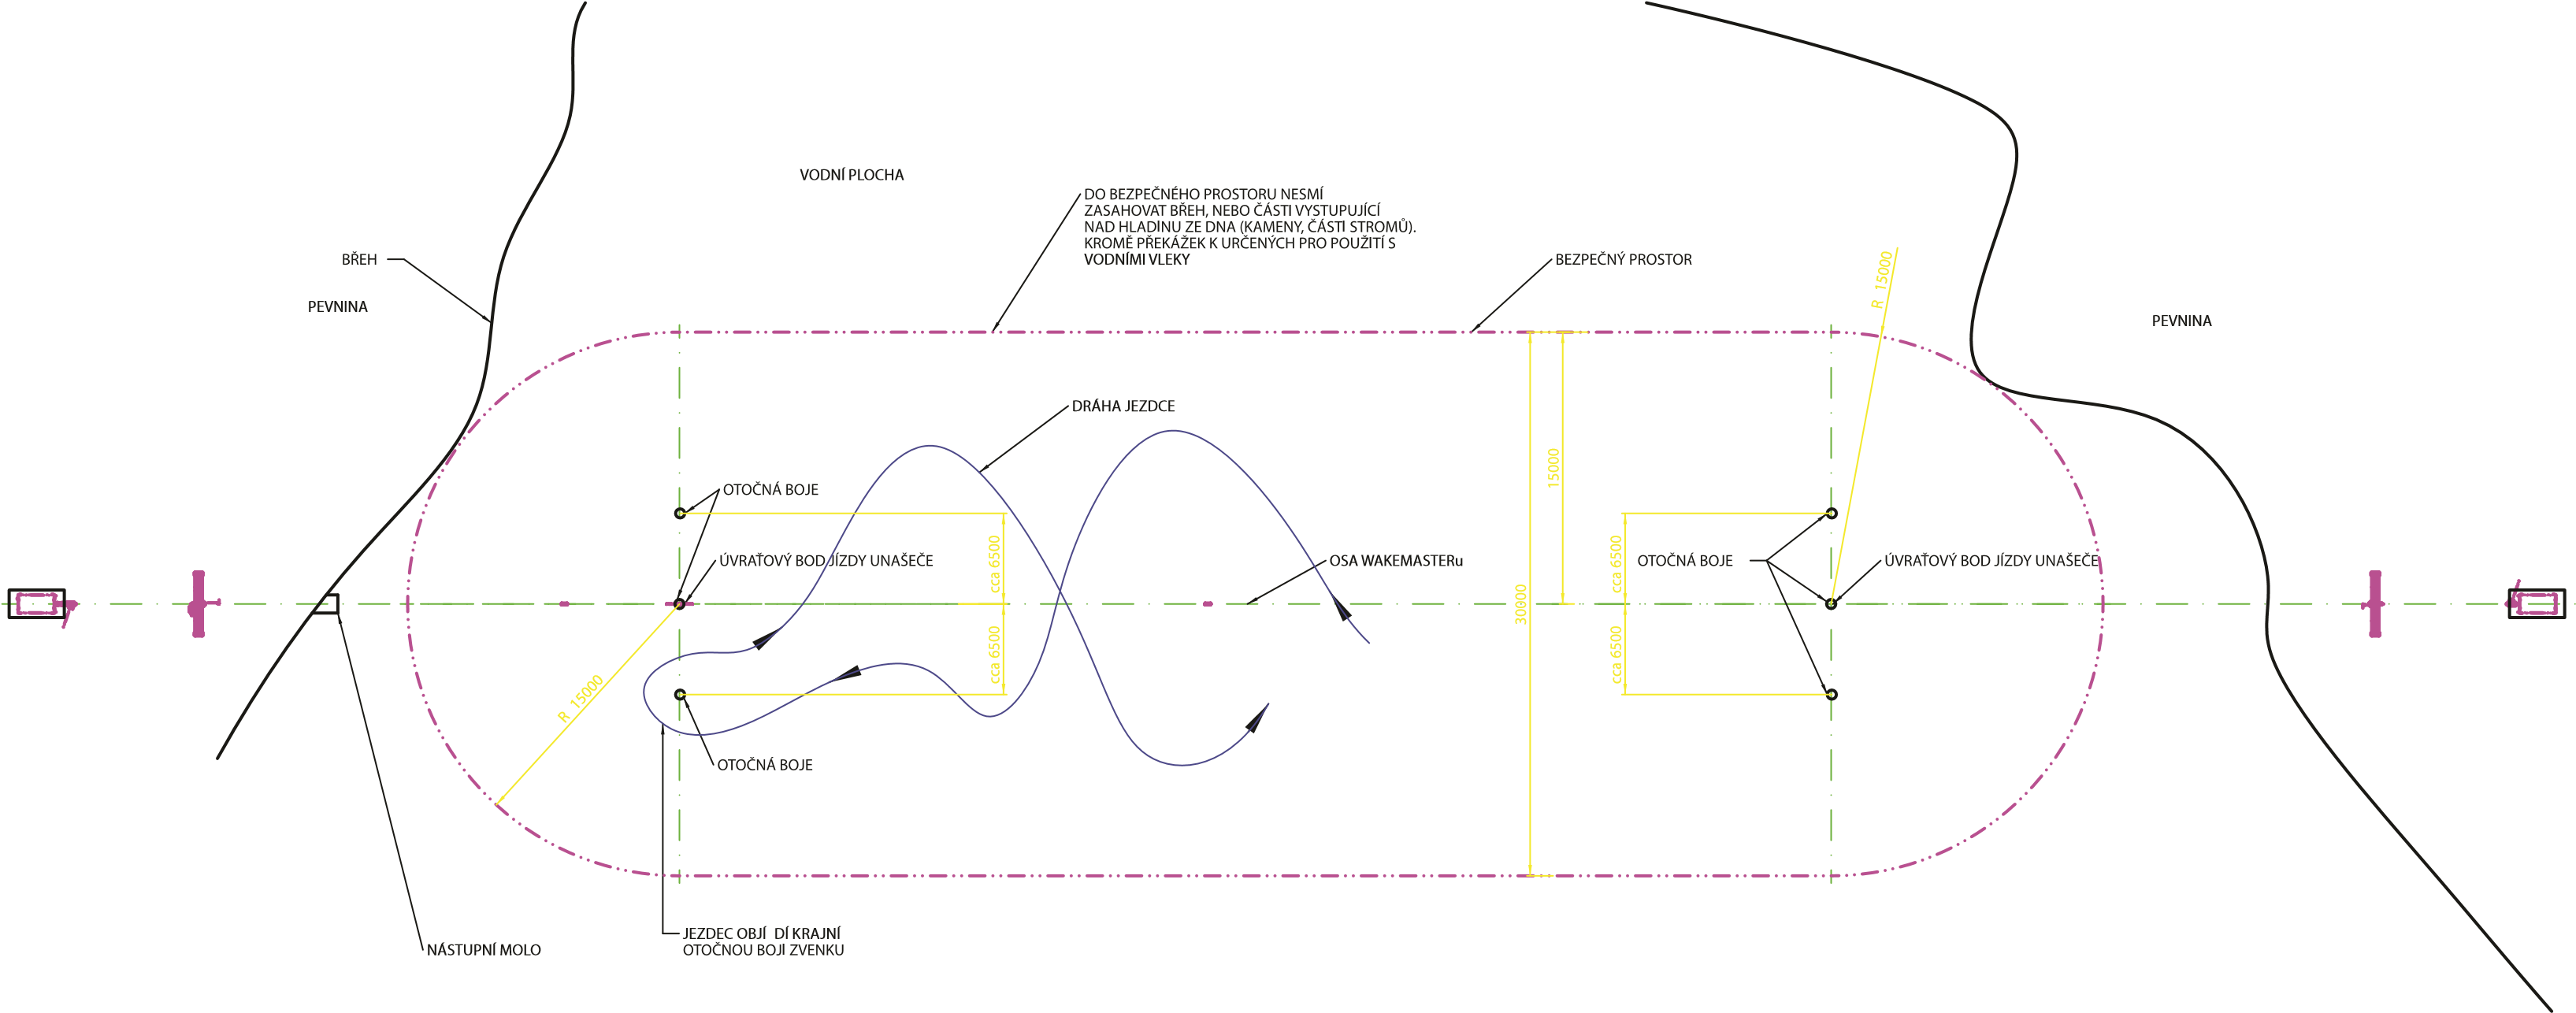 VODNÍ PLOCHA
DO BEZPEČNÉHO PROSTORU NESMÍ
ZASAHOVAT BŘEH, NEBO ČÁSTI VYSTUPUJÍCÍ
NAD HLADINU ZE DNA (KAMENY, ČÁSTI STROMŮ).
KROMĚ PŘEKÁŽEK K URČENÝCH PRO POUŽITÍ S
VODNÍMI VLEKY
BŘEH
BEZPEČNÝ PROSTOR
R 15000
PEVNINA
PEVNINA
DRÁHA JEZDCE
15000
OTOČNÁ BOJE
cca 6500
cca 6500
ÚVRAŤOVÝ BOD JÍZDY UNAŠEČE
OSA WAKEMASTERu
OTOČNÁ BOJE
ÚVRAŤOVÝ BOD JÍZDY UNAŠEČE
30000
cca 6500
cca 6500
R 15000
OTOČNÁ BOJE
JEZDEC OBJÍ DÍ KRAJNÍ
OTOČNOU BOJÍ ZVENKU
NÁSTUPNÍ MOLO